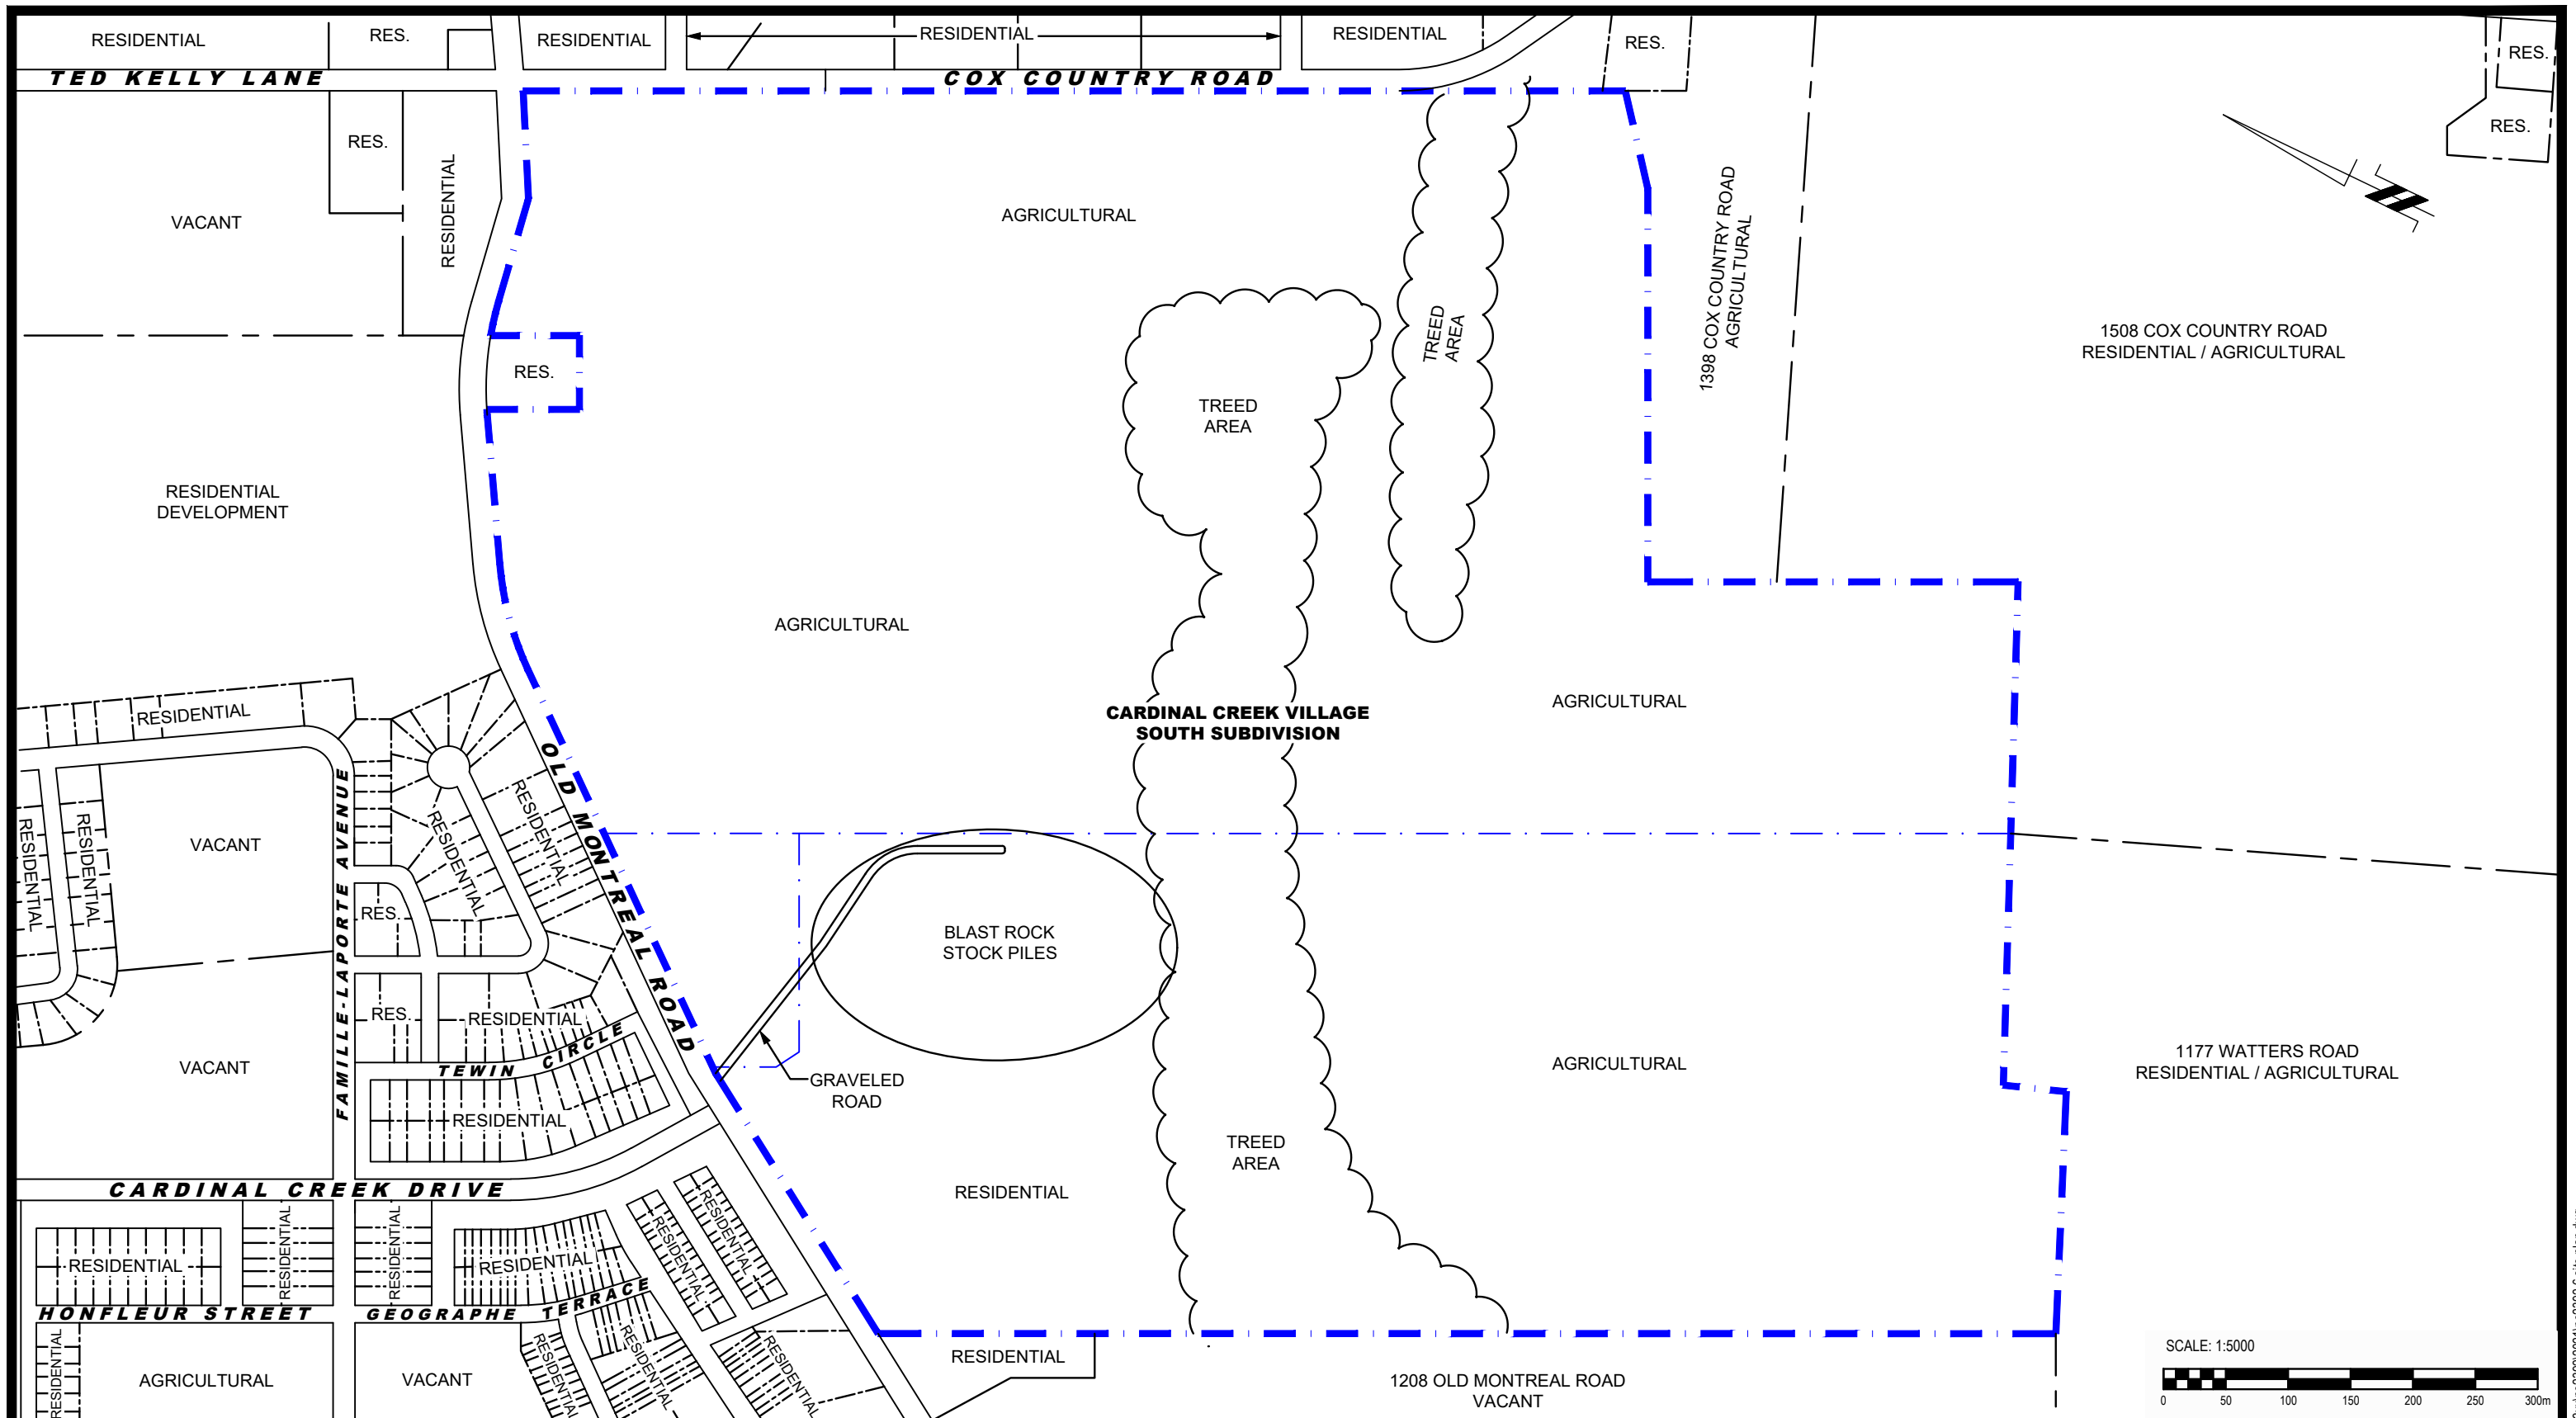 RESIDENTIAL
RES.
RESIDENTIAL
RESIDENTIAL
RESIDENTIAL
RES.
RES.
TED KELLY LANE
COX COUNTRY ROAD
RES.
RES.
RESIDENTIAL
VACANT
AGRICULTURAL
1398 COX COUNTRY ROAD
AGRICULTURAL
TREED
AREA
1508 COX COUNTRY ROAD
RESIDENTIAL / AGRICULTURAL
RES.
TREED
AREA
RESIDENTIAL
DEVELOPMENT
AGRICULTURAL
AGRICULTURAL
RESIDENTIAL
CARDINAL CREEK VILLAGE
SOUTH SUBDIVISION
OLD MONTREAL ROAD
FAMILLE-LAPORTE AVENUE
RESIDENTIAL
RESIDENTIAL
VACANT
RESIDENTIAL
RESIDENTIAL
RES.
BLAST ROCK
STOCK PILES
RES.
RESIDENTIAL
VACANT
TEWIN CIRCLE
GRAVELED
ROAD
AGRICULTURAL
1177 WATTERS ROAD
RESIDENTIAL / AGRICULTURAL
RESIDENTIAL
TREED
AREA
CARDINAL CREEK DRIVE
RESIDENTIAL
RESIDENTIAL
RESIDENTIAL
RESIDENTIAL
RESIDENTIAL
RESIDENTIAL
RESIDENTIAL
HONFLEUR STREET
GEOGRAPHE TERRACE
RESIDENTIAL
AGRICULTURAL
VACANT
RESIDENTIAL
RESIDENTIAL
RESIDENTIAL
RESIDENTIAL
1208 OLD MONTREAL ROAD
VACANT
SCALE: 1:5000
0 50 100 150 200 250 300m